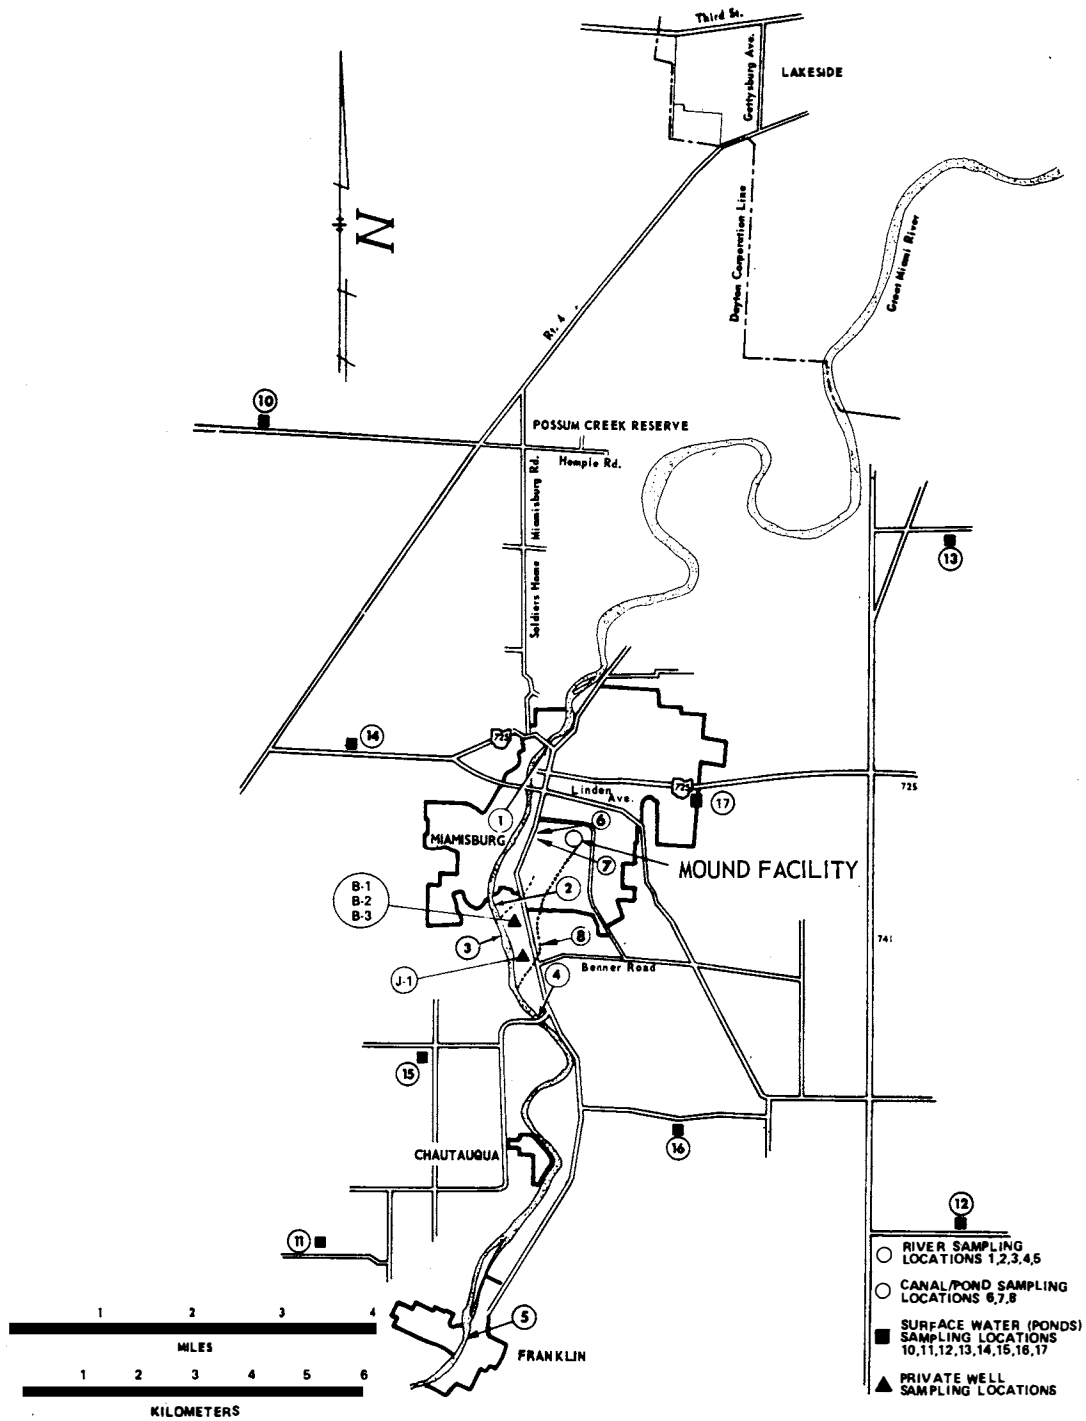 Third St.
Gettysburg Ave.
LAKESIDE
N
Dayton Corporation Line
Great Miami River
Rt. 4
10
POSSUM CREEK RESERVE
Hemple Rd.
Soldiers Home Miamisburg Rd.
13
14
725
725
725
Linden Ave.
17
1
6
MIAMISBURG
7
MOUND FACILITY
B-1
B-2
B-3
2
3
8
741
J-1
4
Benner Road
15
CHAUTAUQUA
16
12
11
RIVER SAMPLING
LOCATIONS 1,2,3,4,5
CANAL/POND SAMPLING
LOCATIONS 6,7,8
SURFACE WATER (PONDS)
SAMPLING LOCATIONS
10,11,12,13,14,15,16,17
PRIVATE WELL
SAMPLING LOCATIONS
5
FRANKLIN
1 2 3 4
MILES
1 2 3 4 5 6
KILOMETERS